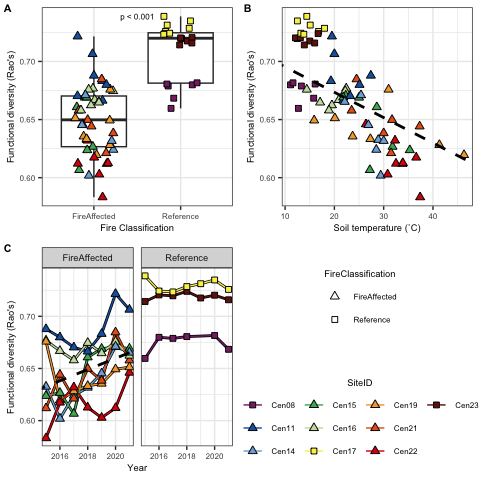 A
p < 0.001
Functional diversity (Rao's)
0.70
0.65
0.60
FireAffected
Reference
Fire Classification
B
Functional diversity (Rao's)
0.70
0.65
0.60
10
20
30
40
Soil temperature (˚C)
C
FireAffected
Reference
Functional diversity (Rao's)
0.70
0.65
0.60
2016
2018
2020
2016
2018
2020
Year
FireClassification
FireAffected
Reference
SiteID
Cen08 Cen15 Cen19 Cen23
Cen11 Cen16 Cen21
Cen14 Cen17 Cen22